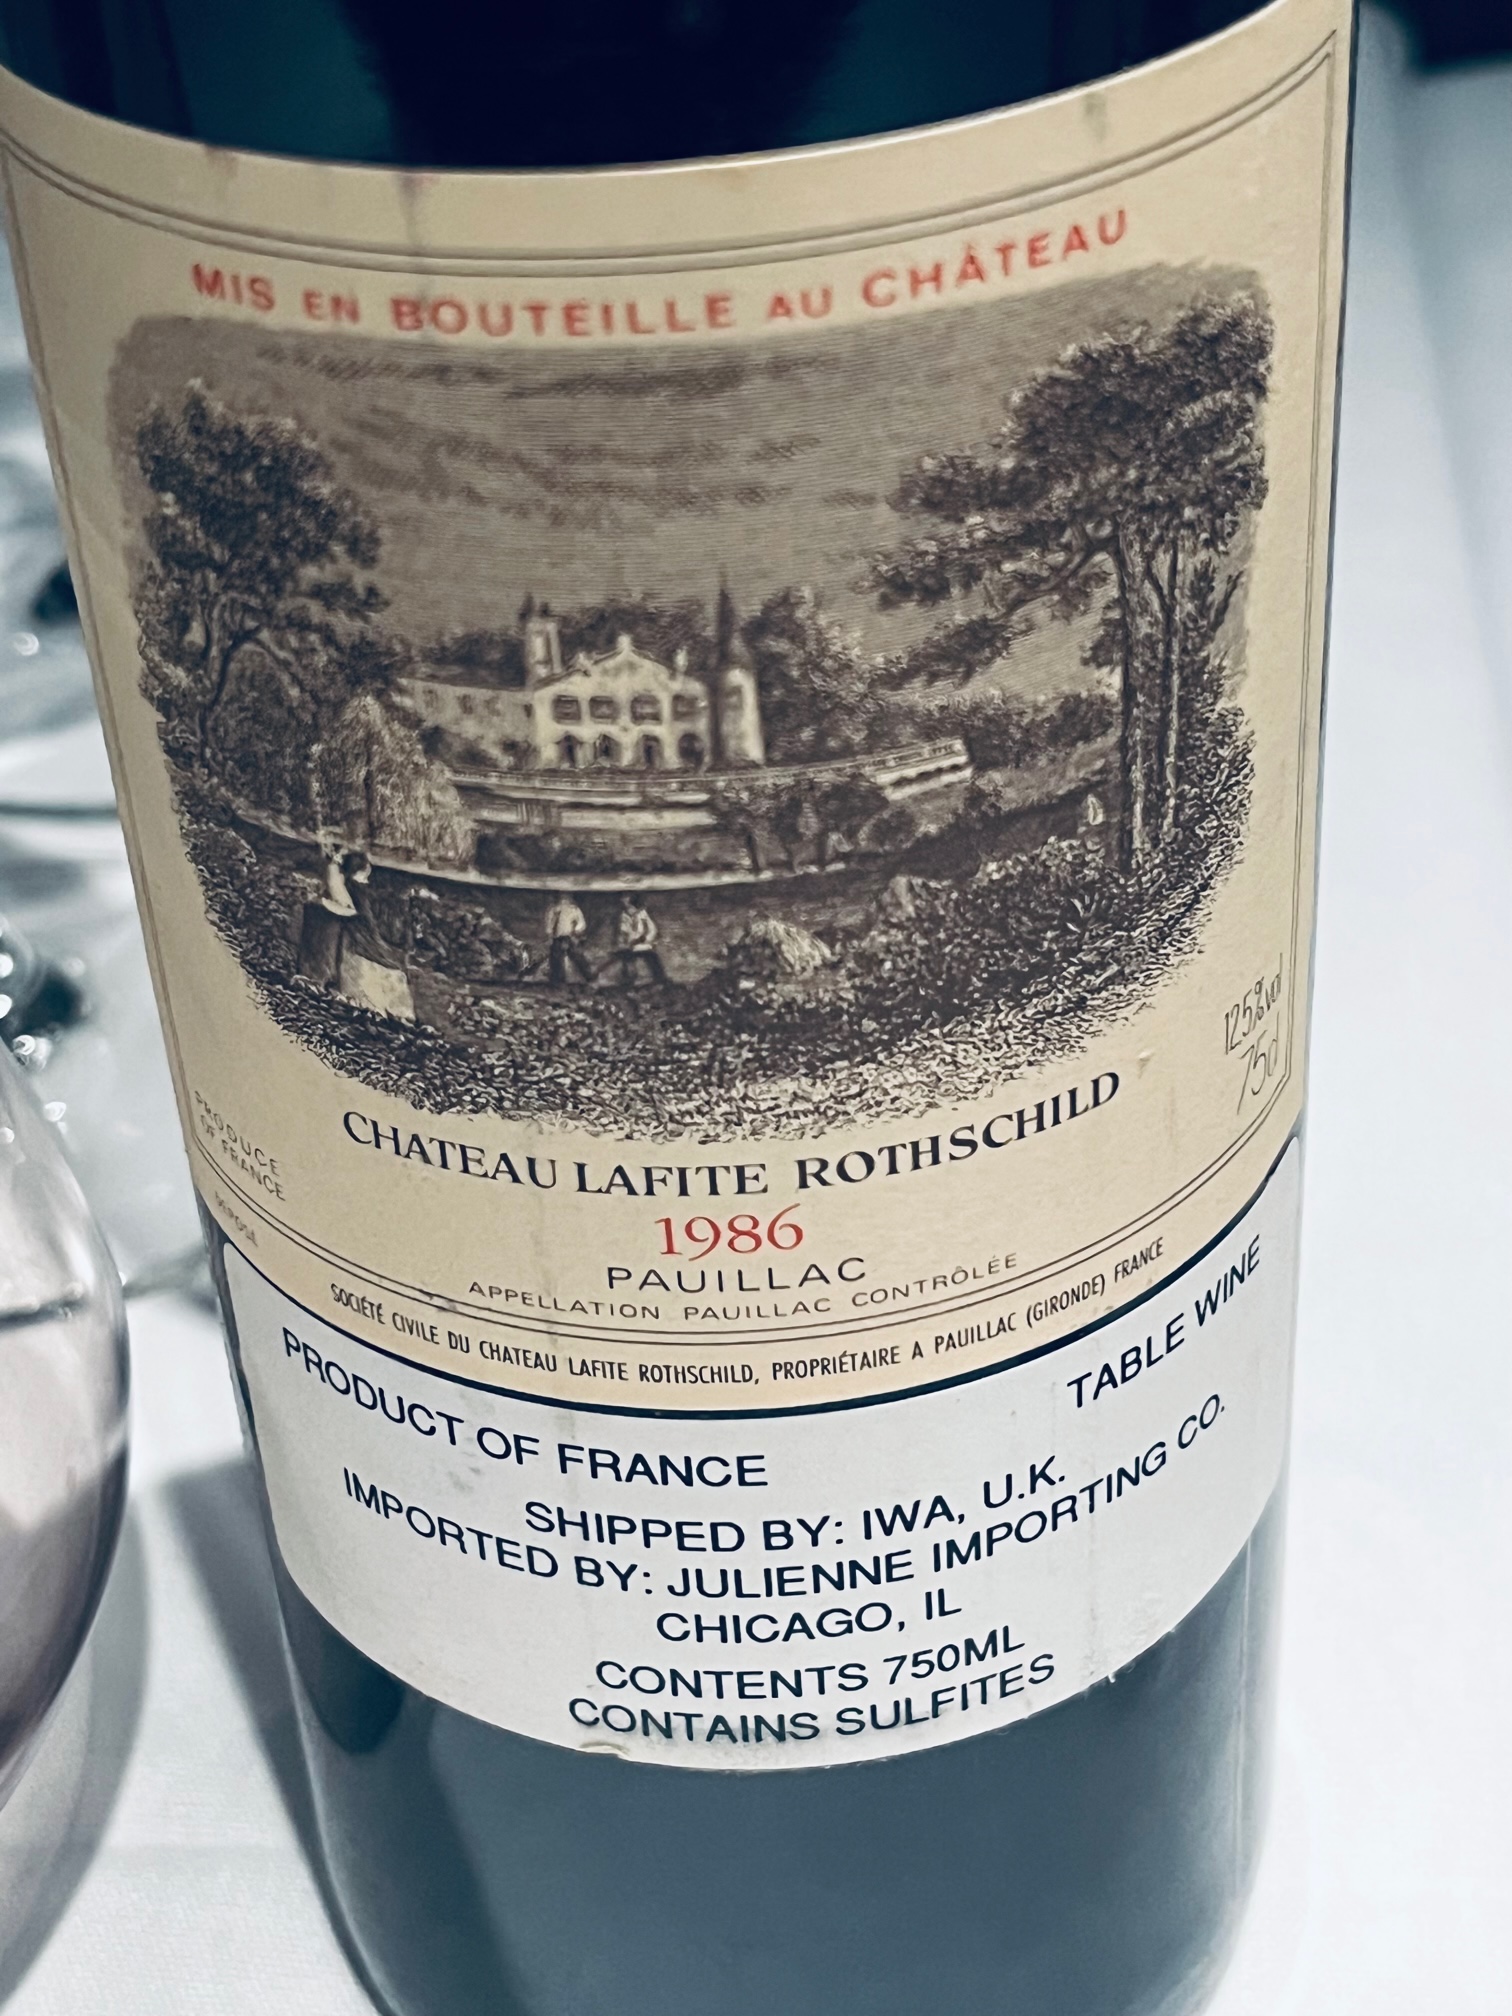 MIS EN BOUTEILLE AU CHÂTEAU
12,5%vol
75cl
PRODUCE
OF FRANCE
DÉPOSÉ
CHATEAU LAFITE ROTHSCHILD
1986
PAUILLAC
APPELLATION PAUILLAC CONTRÔLÉE
SOCIÉTÉ CIVILE DU CHATEAU LAFITE ROTHSCHILD, PROPRIÉTAIRE A PAUILLAC (GIRONDE) FRANCE
PRODUCT OF FRANCE TABLE WINE
SHIPPED BY: IWA, U.K.
IMPORTED BY: JULIENNE IMPORTING CO.
CHICAGO, IL
CONTENTS 750ML
CONTAINS SULFITES